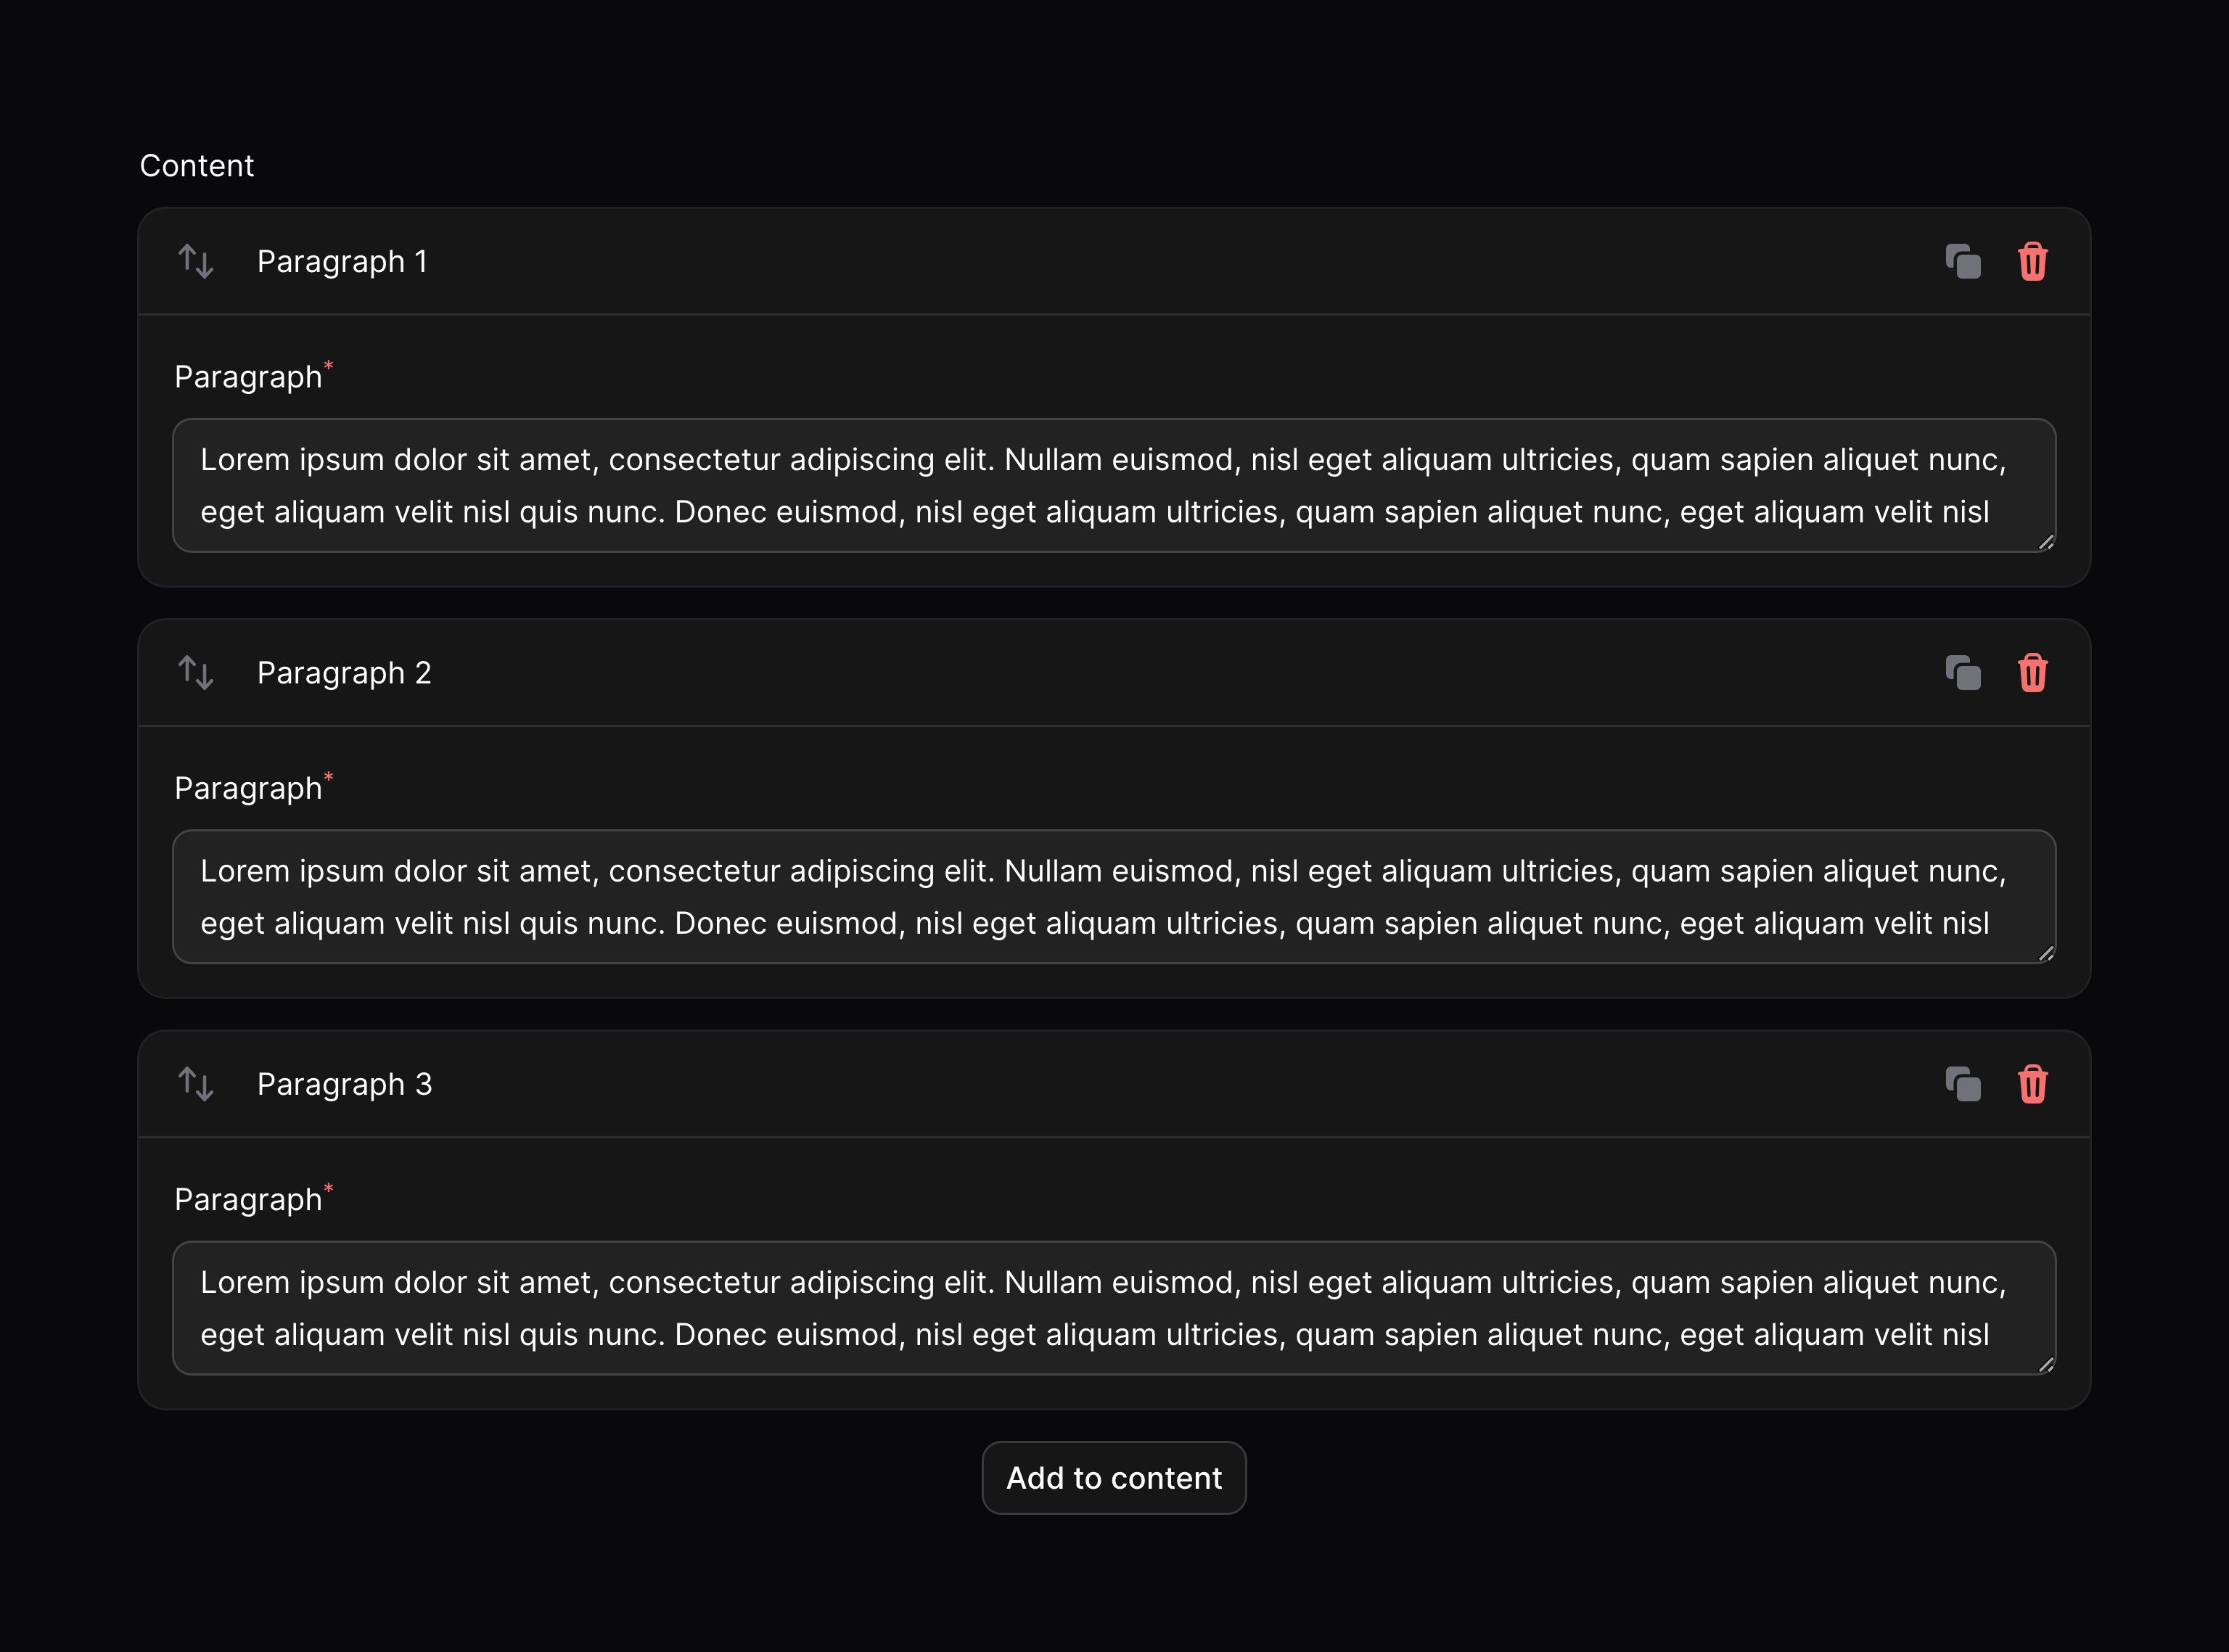 Content
Paragraph 1
Paragraph*
Lorem ipsum dolor sit amet, consectetur adipiscing elit. Nullam euismod, nisl eget aliquam ultricies, quam sapien aliquet nunc,
eget aliquam velit nisl quis nunc. Donec euismod, nisl eget aliquam ultricies, quam sapien aliquet nunc, eget aliquam velit nisl
Paragraph 2
Paragraph*
Lorem ipsum dolor sit amet, consectetur adipiscing elit. Nullam euismod, nisl eget aliquam ultricies, quam sapien aliquet nunc,
eget aliquam velit nisl quis nunc. Donec euismod, nisl eget aliquam ultricies, quam sapien aliquet nunc, eget aliquam velit nisl
Paragraph 3
Paragraph*
Lorem ipsum dolor sit amet, consectetur adipiscing elit. Nullam euismod, nisl eget aliquam ultricies, quam sapien aliquet nunc,
eget aliquam velit nisl quis nunc. Donec euismod, nisl eget aliquam ultricies, quam sapien aliquet nunc, eget aliquam velit nisl
Add to content